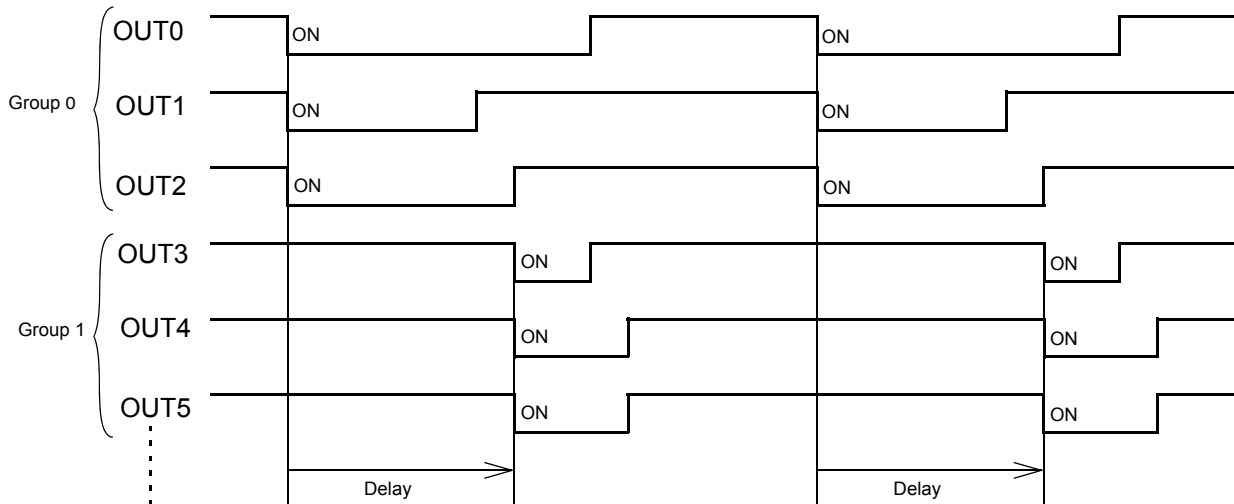 OUT0 ON ON
Group 0
OUT1 ON ON
OUT2 ON ON
OUT3 ON ON
Group 1
OUT4 ON ON
OUT5 ON ON
Delay Delay